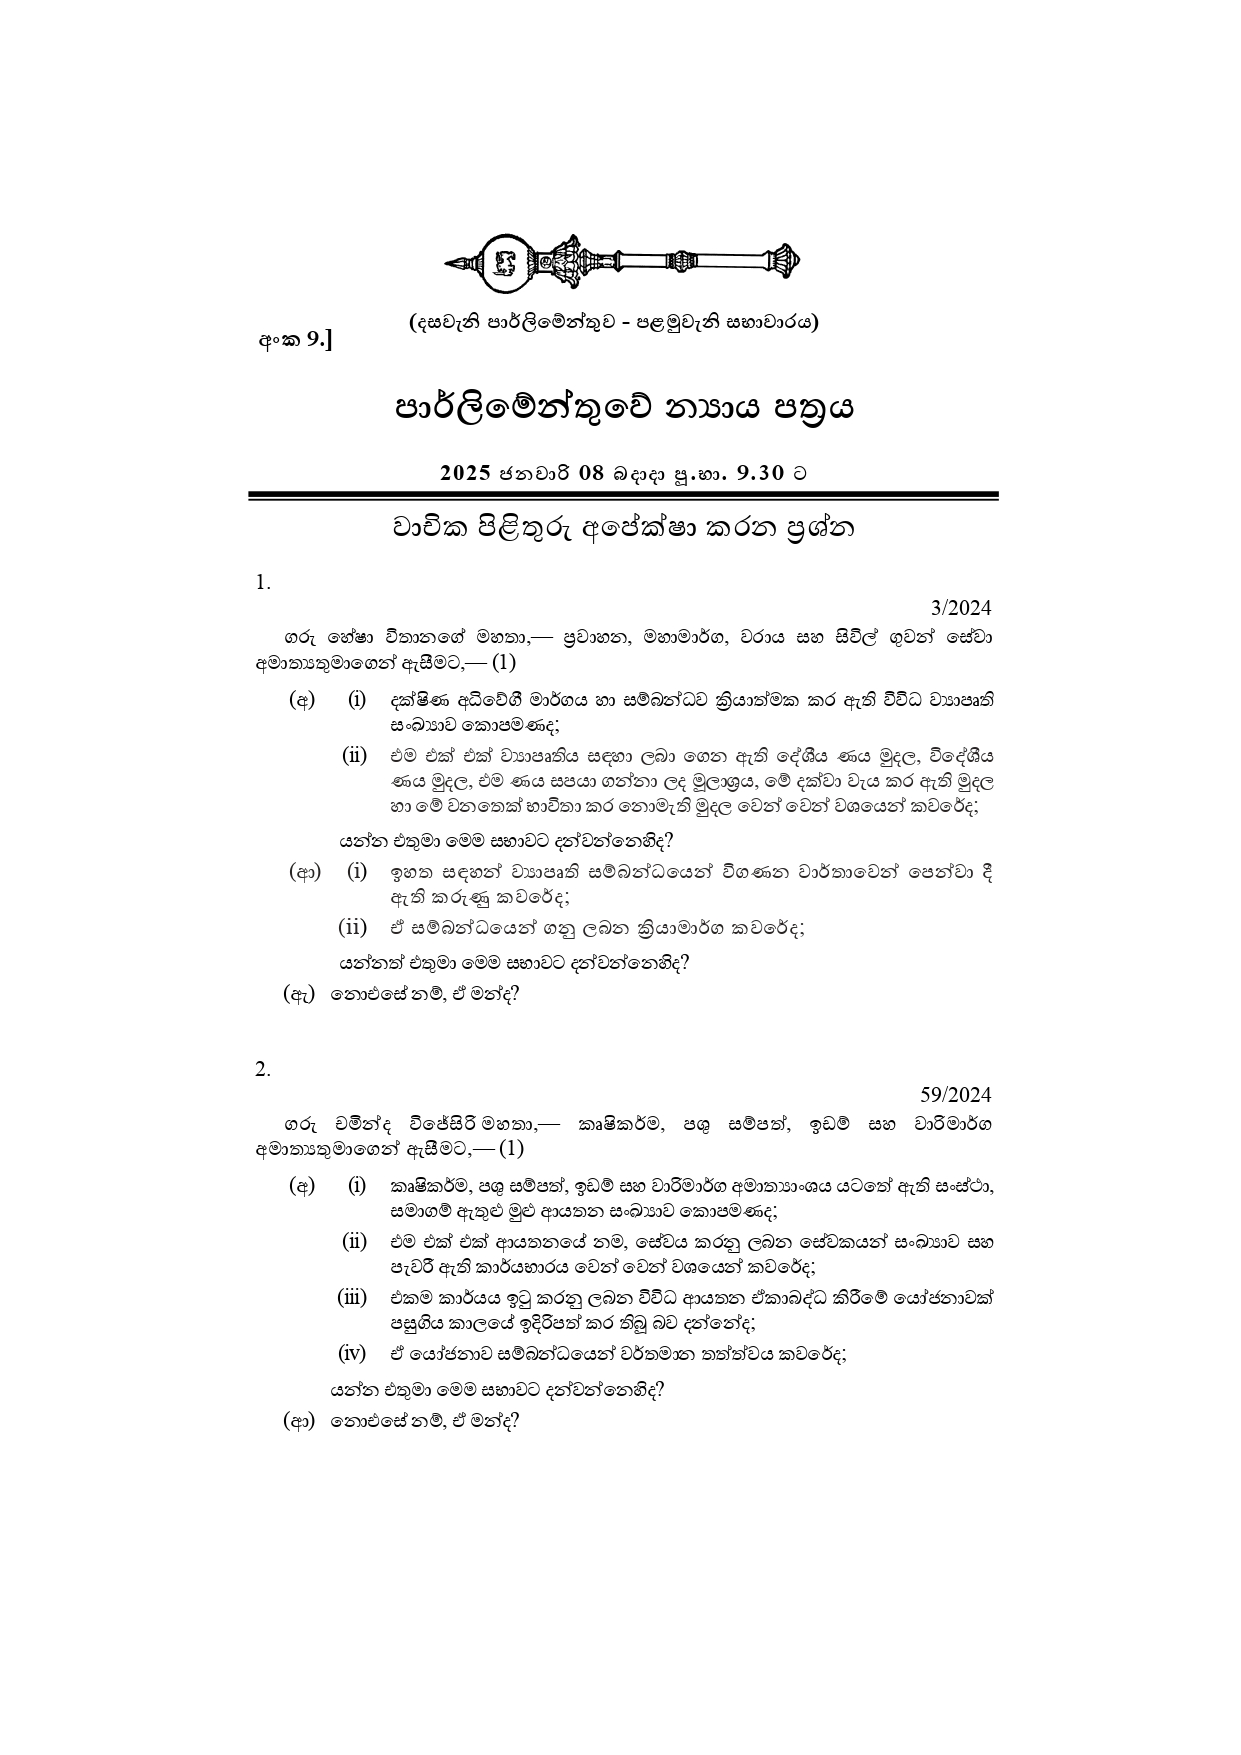 (දසවැනි පාර්ලිමේන්තුව - පළමුවැනි සභාවාරය)
අංක 9.]
පාර්ලිමේන්තුවේ න්‍යාය පත්‍රය
2025 ජනවාරි 08 බදාදා පූ.භා. 9.30 ට
වාචික පිළිතුරු අපේක්ෂා කරන ප්‍රශ්න
1.
3/2024
ගරු හේෂා විතානගේ මහතා,— ප්‍රවාහන, මහාමාර්ග, වරාය සහ සිවිල් ගුවන් සේවා
අමාත්‍යතුමාගෙන් ඇසීමට,— (1)
(අ) (i) දක්ෂිණ අධිවේගී මාර්ගය හා සම්බන්ධව ක්‍රියාත්මක කර ඇති විවිධ ව්‍යාපෘති
සංඛ්‍යාව කොපමණද;
(ii) එම එක් එක් ව්‍යාපෘතිය සඳහා ලබා ගෙන ඇති දේශීය ණය මුදල, විදේශීය
ණය මුදල, එම ණය සපයා ගන්නා ලද මූලාශ්‍රය, මේ දක්වා වැය කර ඇති මුදල
හා මේ වනතෙක් භාවිතා කර නොමැති මුදල වෙන් වෙන් වශයෙන් කවරේද;
යන්න එතුමා මෙම සභාවට දන්වන්නෙහිද?
(ආ) (i) ඉහත සඳහන් ව්‍යාපෘති සම්බන්ධයෙන් විගණන වාර්තාවෙන් පෙන්වා දී
ඇති කරුණු කවරේද;
(ii) ඒ සම්බන්ධයෙන් ගනු ලබන ක්‍රියාමාර්ග කවරේද;
යන්නත් එතුමා මෙම සභාවට දන්වන්නෙහිද?
(ඇ) නොඑසේ නම්, ඒ මන්ද?
2.
59/2024
ගරු චමින්ද විජේසිරි මහතා,— කෘෂිකර්ම, පශු සම්පත්, ඉඩම් සහ වාරිමාර්ග
අමාත්‍යතුමාගෙන් ඇසීමට,— (1)
(අ) (i) කෘෂිකර්ම, පශු සම්පත්, ඉඩම් සහ වාරිමාර්ග අමාත්‍යාංශය යටතේ ඇති සංස්ථා,
සමාගම් ඇතුළු මුළු ආයතන සංඛ්‍යාව කොපමණද;
(ii) එම එක් එක් ආයතනයේ නම, සේවය කරනු ලබන සේවකයන් සංඛ්‍යාව සහ
පැවරී ඇති කාර්යභාරය වෙන් වෙන් වශයෙන් කවරේද;
(iii) එකම කාර්යය ඉටු කරනු ලබන විවිධ ආයතන ඒකාබද්ධ කිරීමේ යෝජනාවක්
පසුගිය කාලයේ ඉදිරිපත් කර තිබූ බව දන්නේද;
(iv) ඒ යෝජනාව සම්බන්ධයෙන් වර්තමාන තත්ත්වය කවරේද;
යන්න එතුමා මෙම සභාවට දන්වන්නෙහිද?
(ආ) නොඑසේ නම්, ඒ මන්ද?